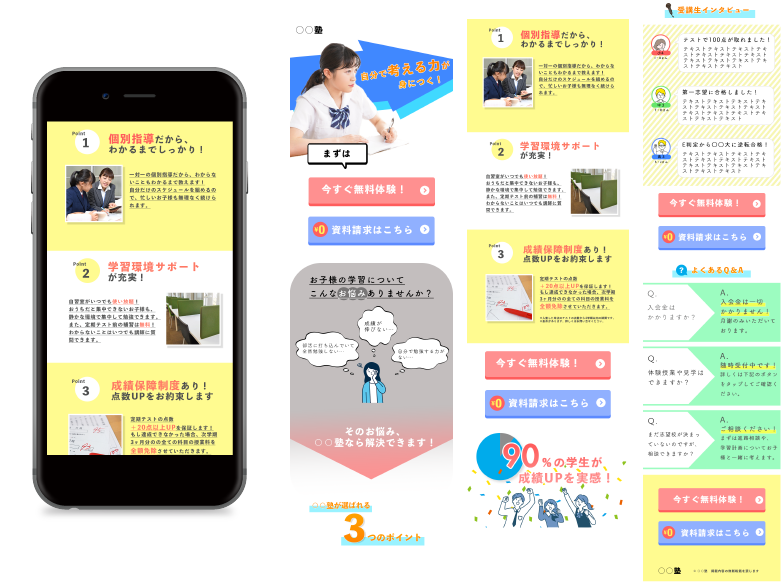 Point
1
個別指導だから、
わかるまでしっかり！
一対一の個別指導だから、わからな
いこともわかるまで教えます！
自分だけのスケジュールを組めるの
で、忙しいお子様も無理なく続けら
れます。
Point
2
学習環境サポート
が充実！
自習室がいつでも使い放題！
おうちだと集中できないお子様も、
静かな環境で集中して勉強できます。
また、定期テスト前の補習は無料！
わからないことはいつでも講師に質
問できます。
Point
3
成績保障制度あり！
点数UPをお約束します
定期テストの点数
＋20点以上UPを保証します！
もし達成できなかった場合、次学期
3ヶ月分の全ての科目の授業料を
全額免除させていただきます。
〇〇塾
自分で考える力が
身につく！
まずは
今すぐ無料体験！
¥0 資料請求はこちら
お子様の学習について
こんなお悩みありませんか？
成績が
伸びない…
部活に打ち込んでいて
全然勉強しない…
自分で勉強する力が
ない…
そのお悩み、
〇〇塾なら解決できます！
〇〇塾が選ばれる
3つのポイント
Point
1
個別指導だから、
わかるまでしっかり！
一対一の個別指導だから、わからな
いこともわかるまで教えます！
自分だけのスケジュールを組めるの
で、忙しいお子様も無理なく続けら
れます。
Point
2
学習環境サポート
が充実！
自習室がいつでも使い放題！
おうちだと集中できないお子様も、
静かな環境で集中して勉強できます。
また、定期テスト前の補習は無料！
わからないことはいつでも講師に質
問できます。
Point
3
成績保障制度あり！
点数UPをお約束します
定期テストの点数
＋20点以上UPを保証します！
もし達成できなかった場合、次学期
3ヶ月分の全ての科目の授業料を
全額免除させていただきます。
今すぐ無料体験！
¥0 資料請求はこちら
90％の学生が
成績UPを実感！
受講生インタビュー
テストで100点が取れました！
テキストテキストテキストテキス
トテキストテキストテキストテキ
ストテキストテキスト
第一志望に合格しました！
テキストテキストテキストテキス
トテキストテキストテキストテキ
ストテキストテキスト
E判定から〇〇大に逆転合格！
テキストテキストテキストテキス
トテキストテキストテキストテキ
ストテキストテキスト
今すぐ無料体験！
¥0 資料請求はこちら
? よくあるQ&A
Q.
入会金は
かかりますか？
A.
入会金は一切
かかりません！
月謝のみいただいて
おります。
Q.
体験授業や見学は
できますか？
A.
随時受付中です！
詳しくは下記のボタン
をタップしてご確認く
ださい。
Q.
まだ志望校が決まっ
ていないのですが、
相談できますか？
A.
ご相談ください！
まずは進路相談や、
学習計画についてお子
様と一緒に考えます。
今すぐ無料体験！
¥0 資料請求はこちら
〇〇塾